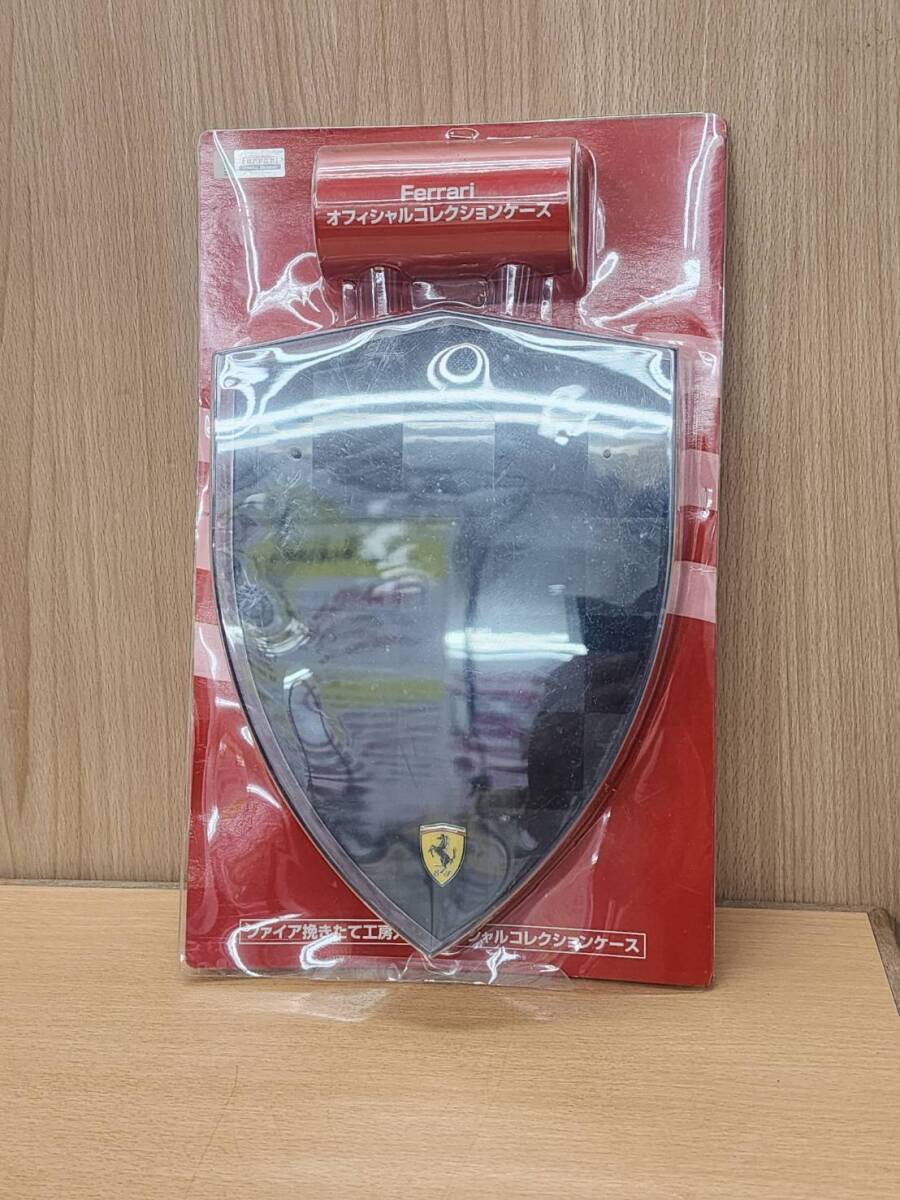 Ferrari
オフィシャルコレクションケース
ファイア挽きたて工房
シャルコレクションケース